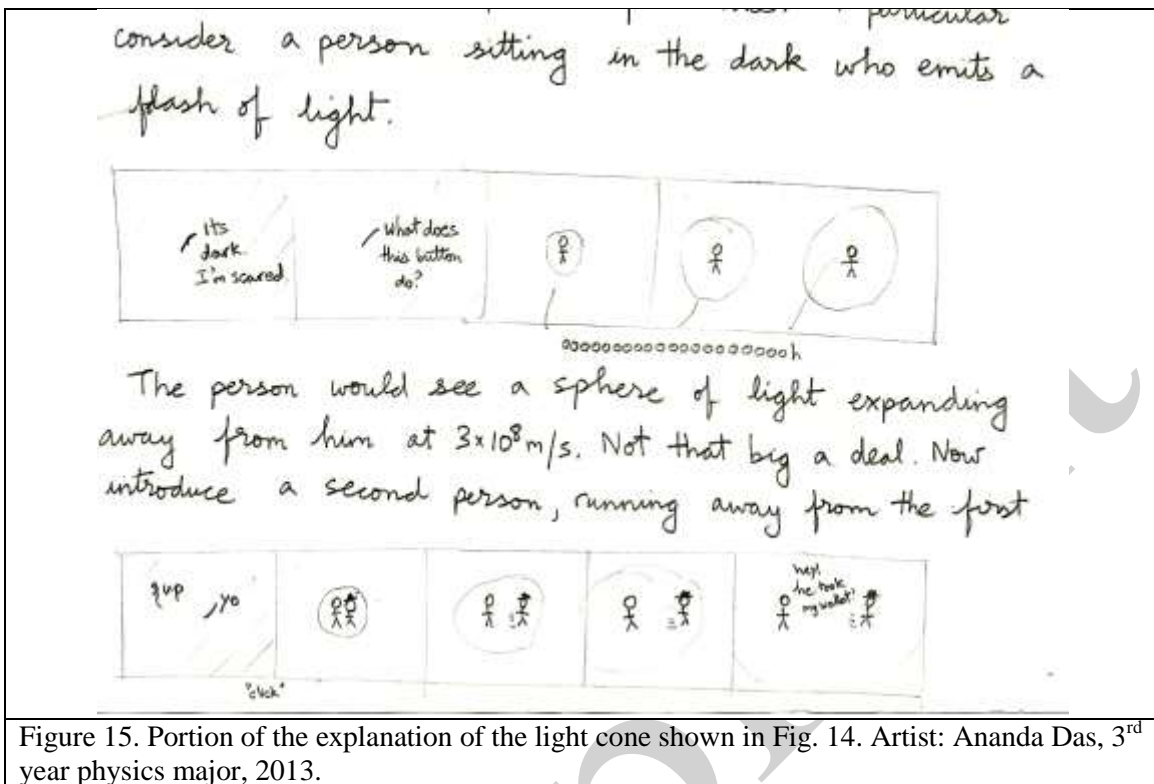 particular
consider a person sitting in the dark who emits a
flash of light.
Its
dark.
I'm scared.
What does
this button
do?
ooooooooooooooooooooh
The person would see a sphere of light expanding
away from him at 3×10⁸m/s. Not that big a deal. Now
introduce a second person, running away from the first
sup
yo
"click"
hey!
he took
my wallet!
Figure 15. Portion of the explanation of the light cone shown in Fig. 14. Artist: Ananda Das, 3rd
year physics major, 2013.